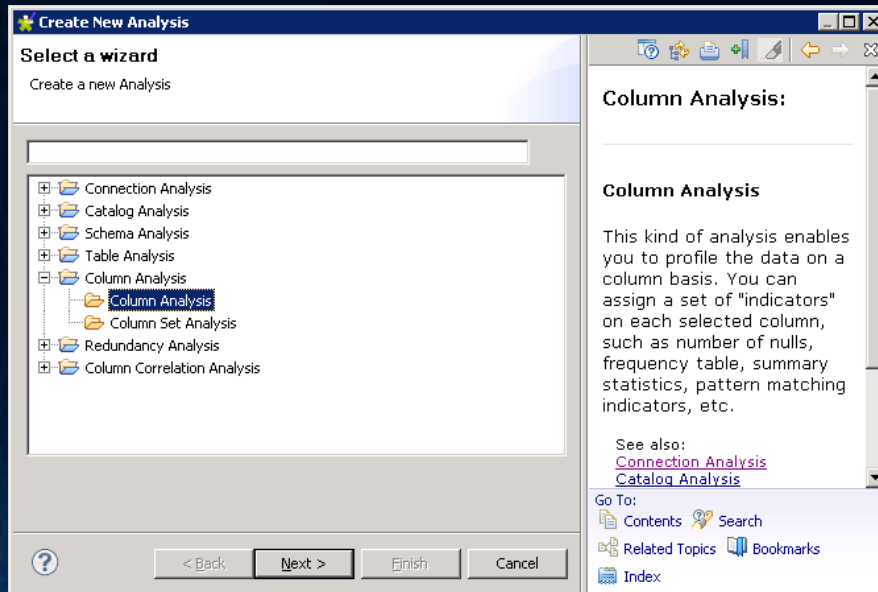 Create New Analysis
Select a wizard
Create a new Analysis
Connection Analysis
Catalog Analysis
Schema Analysis
Table Analysis
Column Analysis
Column Analysis
Column Set Analysis
Redundancy Analysis
Column Correlation Analysis
< Back
Next >
Finish
Cancel
Column Analysis:
Column Analysis
This kind of analysis enables
you to profile the data on a
column basis. You can
assign a set of "indicators"
on each selected column,
such as number of nulls,
frequency table, summary
statistics, pattern matching
indicators, etc.
See also:
Connection Analysis
Catalog Analysis
Go To:
Contents Search
Related Topics Bookmarks
Index